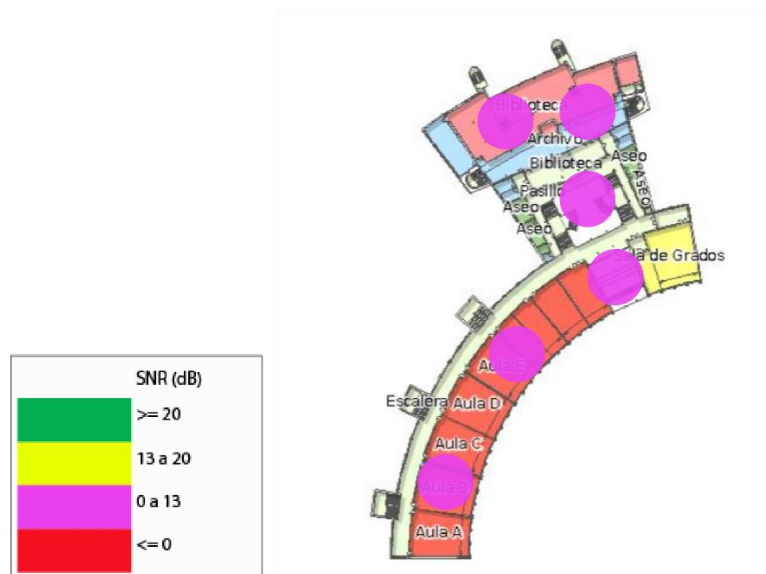 Biblioteca
Archivo
Biblioteca
Aseo
Pasillo
Aseo
Aseo
Aseo
Sala de Grados
Aula E
Escalera
Aula D
Aula C
Aula B
Aula A
SNR (dB)
>= 20
13 a 20
0 a 13
<= 0